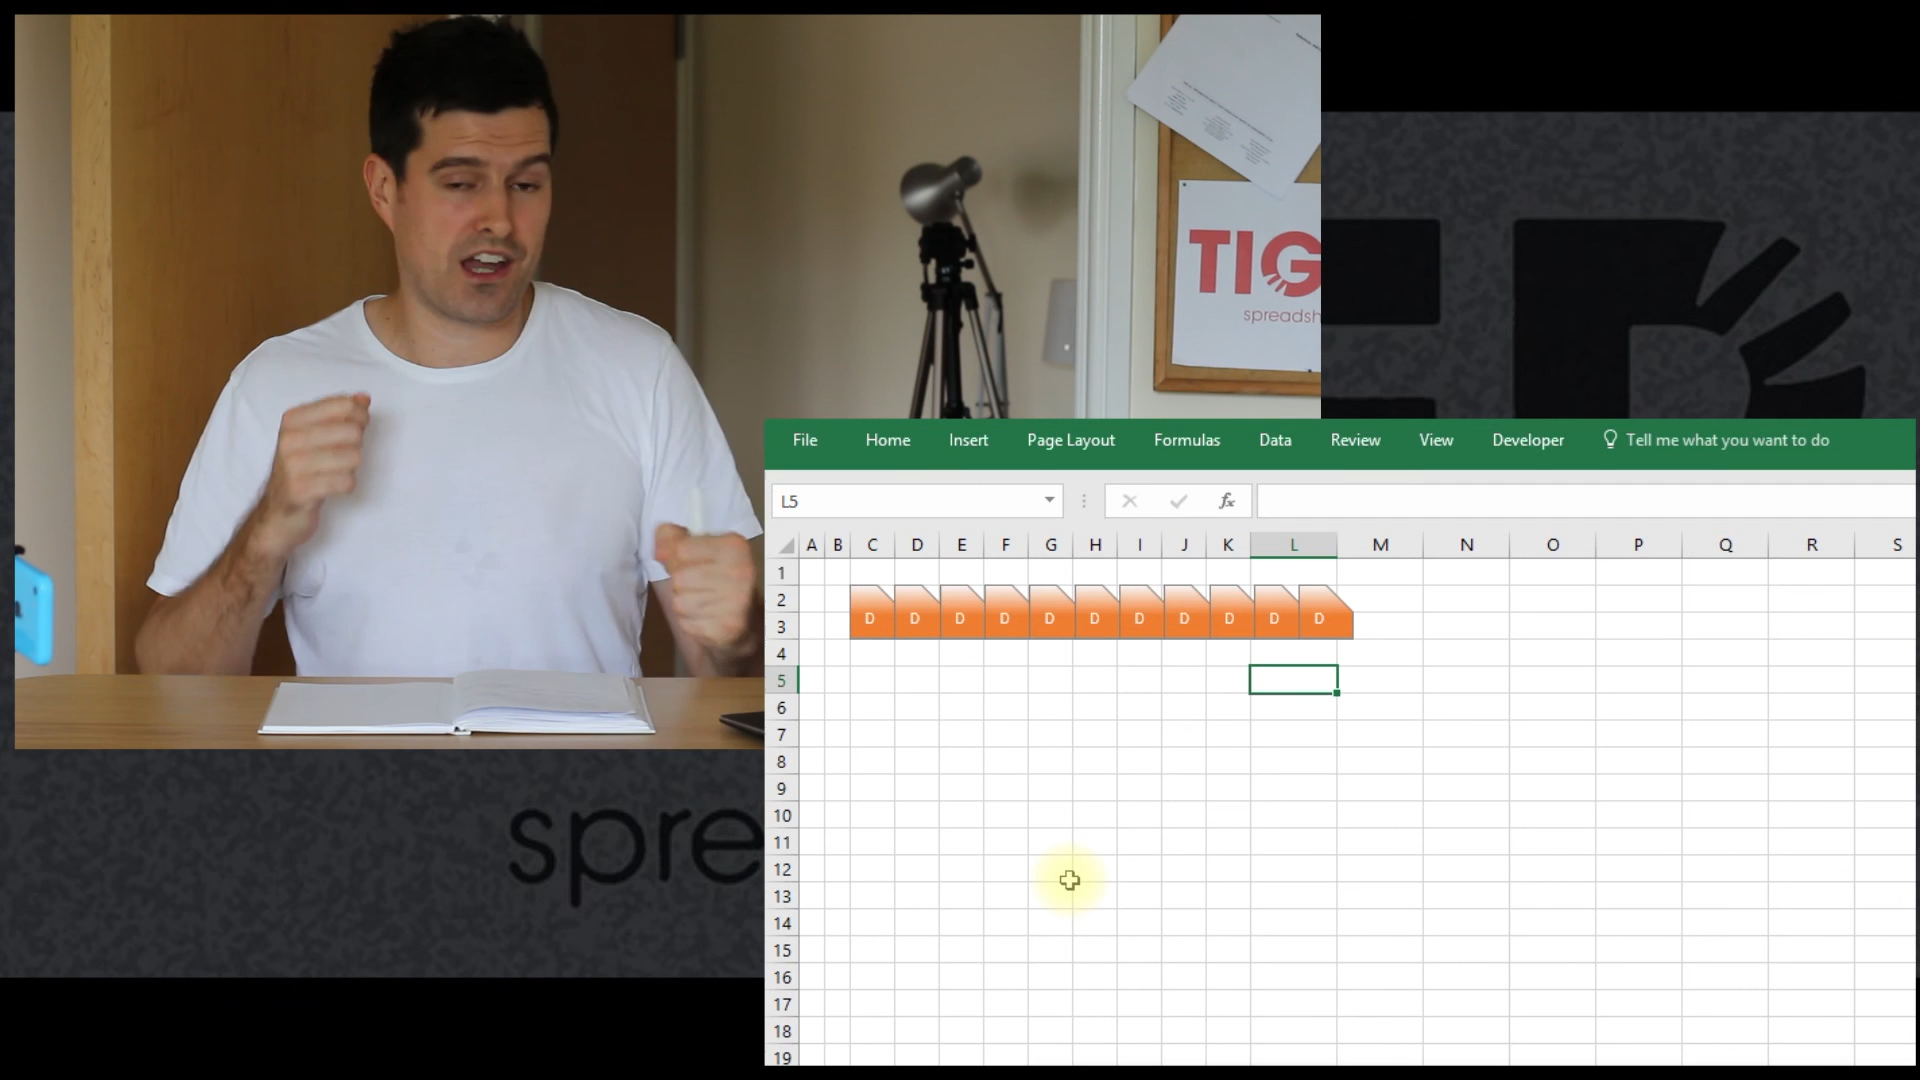 TIG
spreadsh
spre
File Home Insert Page Layout Formulas Data Review View Developer Tell me what you want to do
L5 fx
A B C D E F G H I J K L M N O P Q R S
1
2
3 D D D D D D D D D D D
4
5
6
7
8
9
10
11
12
13
14
15
16
17
18
19